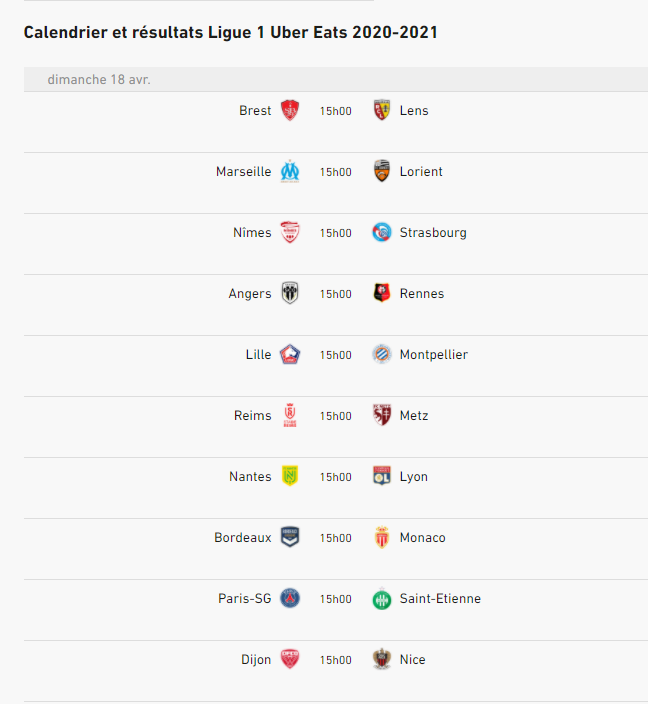 Calendrier et résultats Ligue 1 Uber Eats 2020-2021
dimanche 18 avr.
Brest 15h00 Lens
Marseille 15h00 Lorient
Nîmes 15h00 Strasbourg
Angers 15h00 Rennes
Lille 15h00 Montpellier
Reims 15h00 Metz
Nantes 15h00 Lyon
Bordeaux 15h00 Monaco
Paris-SG 15h00 Saint-Etienne
Dijon 15h00 Nice